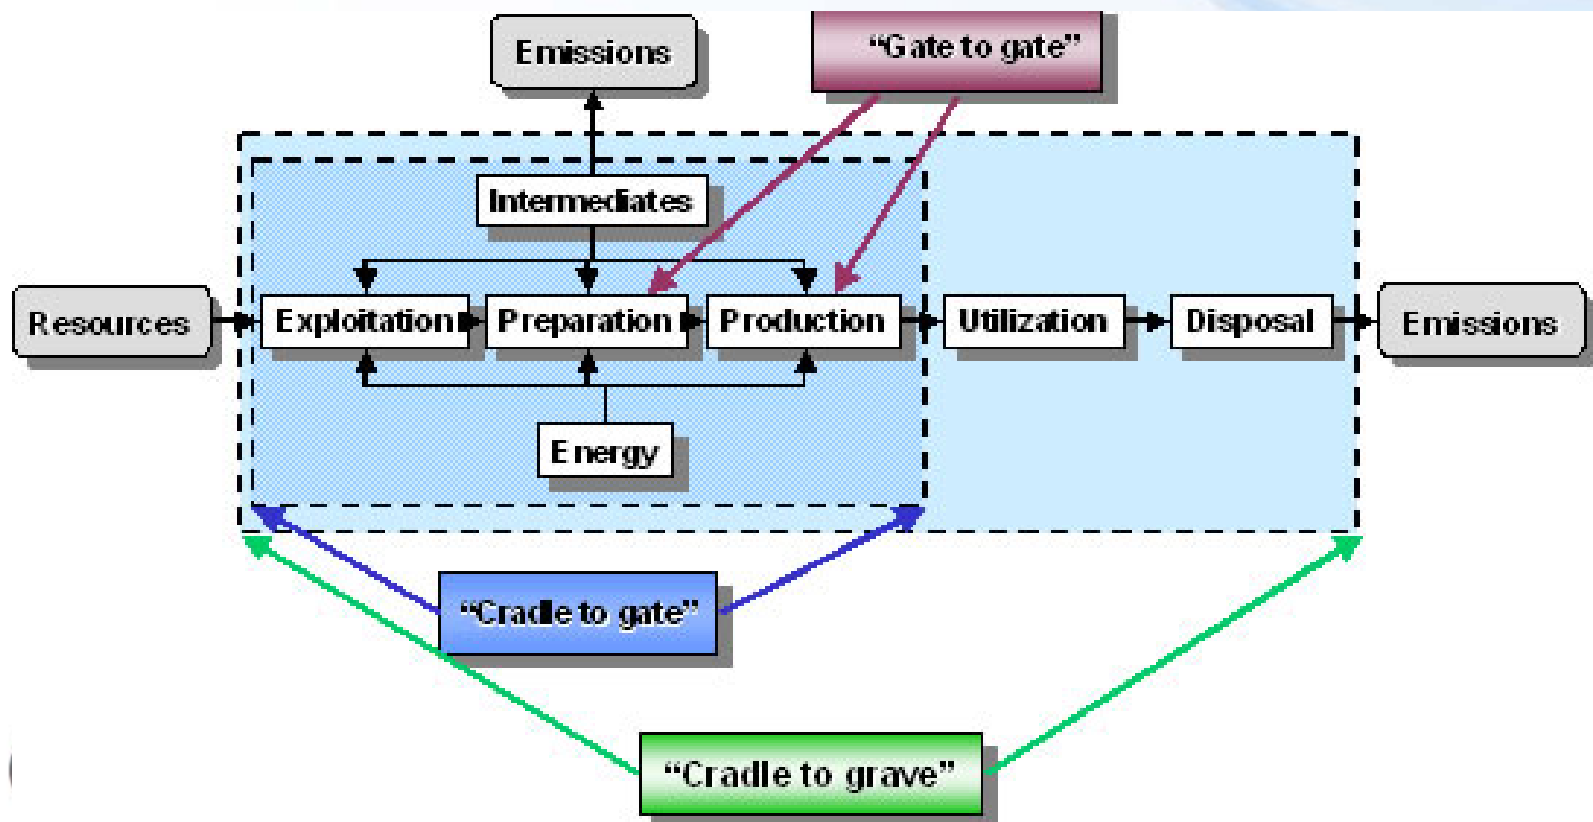 Emissions
“Gate to gate”
Intermediates
Resources
Exploitation
Preparation
Production
Utilization
Disposal
Emissions
Energy
“Cradle to gate”
“Cradle to grave”